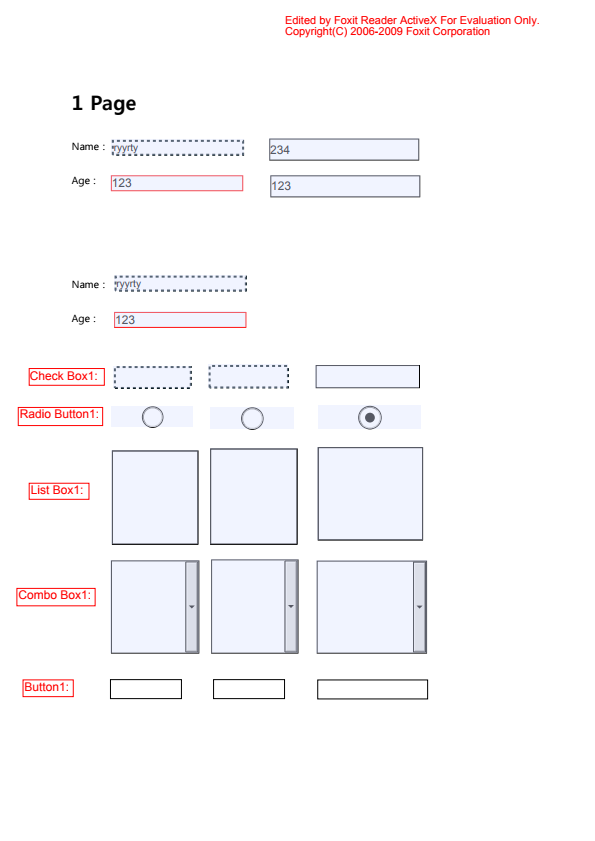 Edited by Foxit Reader ActiveX For Evaluation Only.
Copyright(C) 2006-2009 Foxit Corporation
1 Page
Name : ryyrty 234
Age : 123 123
Name : ryyrty
Age : 123
Check Box1:
Radio Button1:
List Box1:
Combo Box1:
Button1: